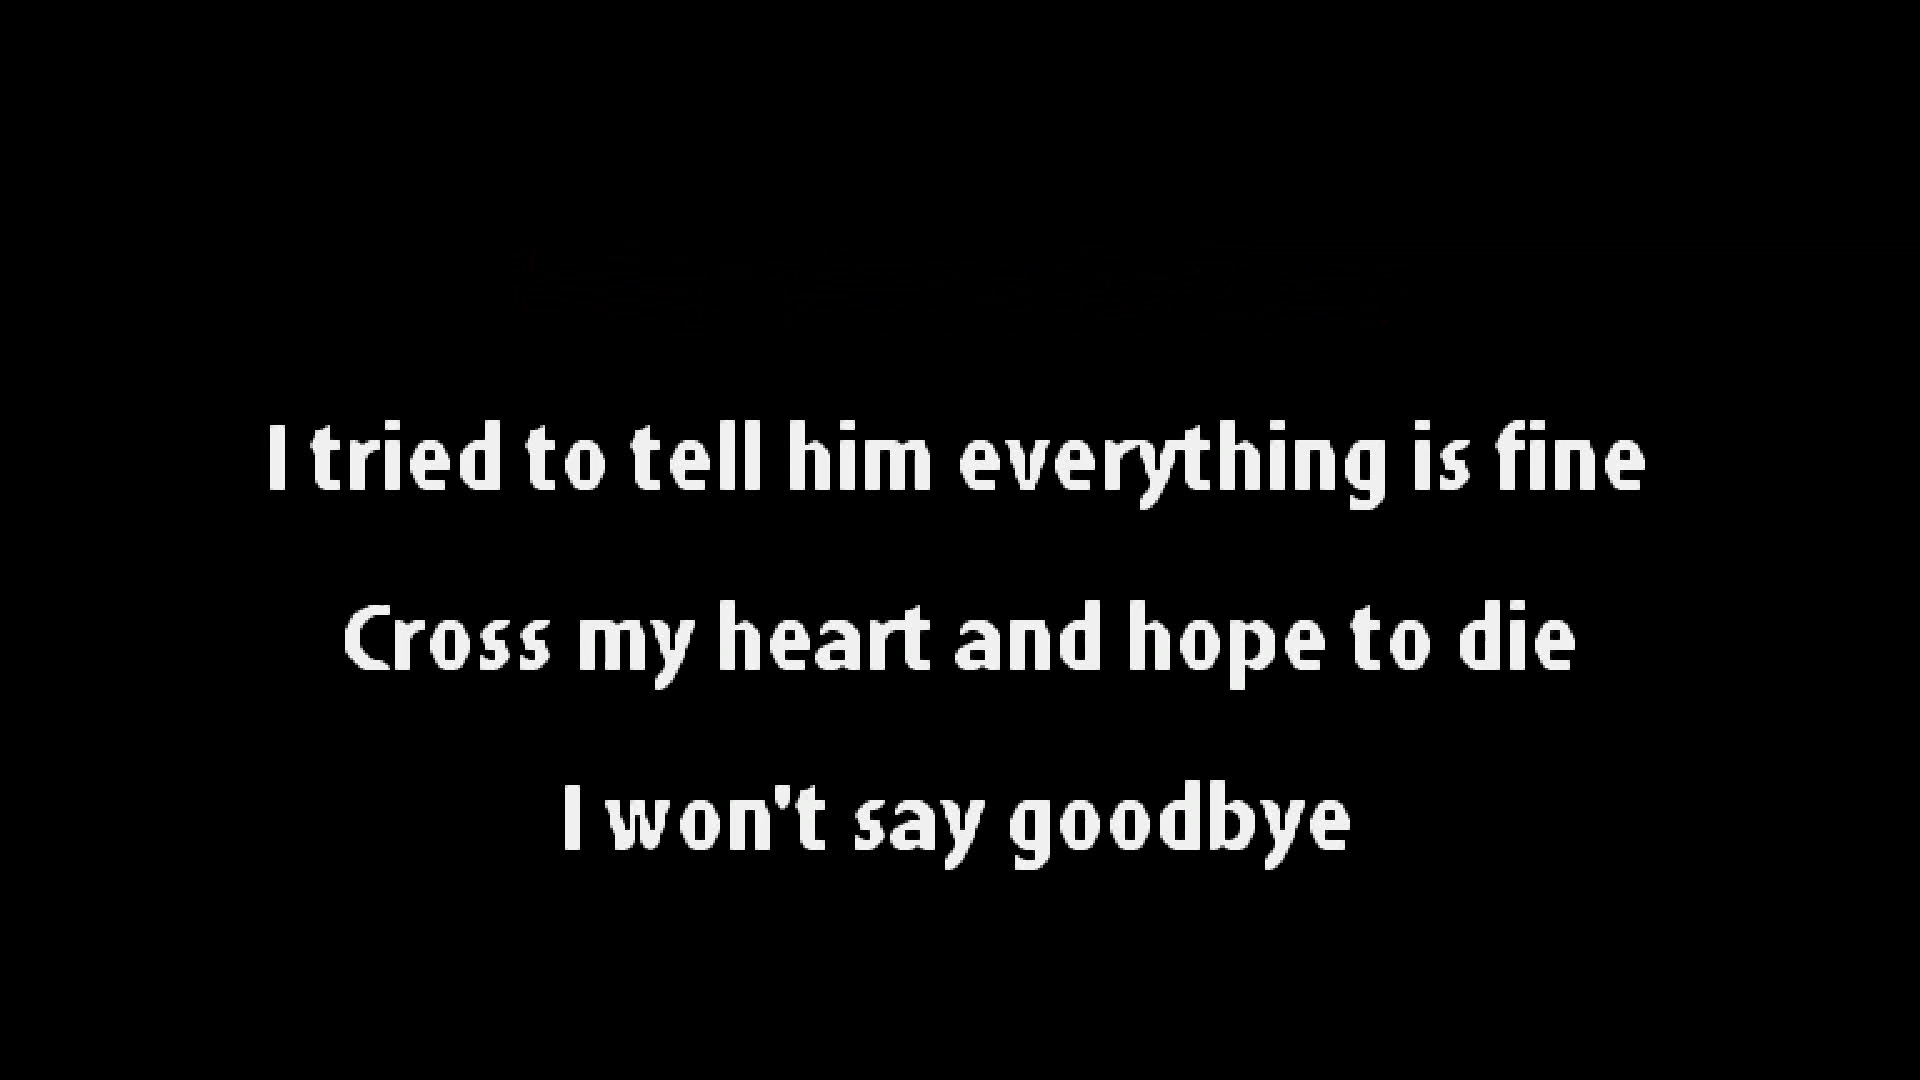 I tried to tell him everything is fine
Cross my heart and hope to die
I won't say goodbye